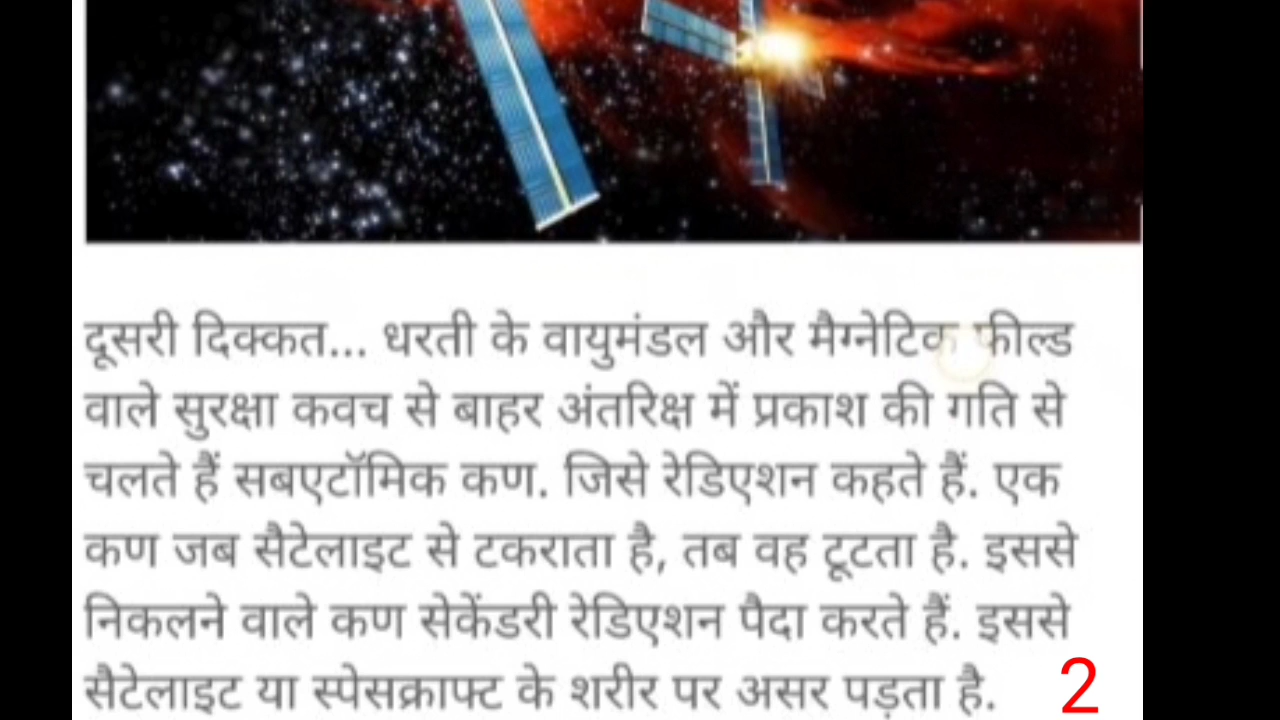 दूसरी दिक्कत... धरती के वायुमंडल और मैग्नेटिक फील्ड
वाले सुरक्षा कवच से बाहर अंतरिक्ष में प्रकाश की गति से
चलते हैं सबएटॉमिक कण. जिसे रेडिएशन कहते हैं. एक
कण जब सैटेलाइट से टकराता है, तब वह टूटता है. इससे
निकलने वाले कण सेकेंडरी रेडिएशन पैदा करते हैं. इससे
सैटेलाइट या स्पेसक्राफ्ट के शरीर पर असर पड़ता है.
2